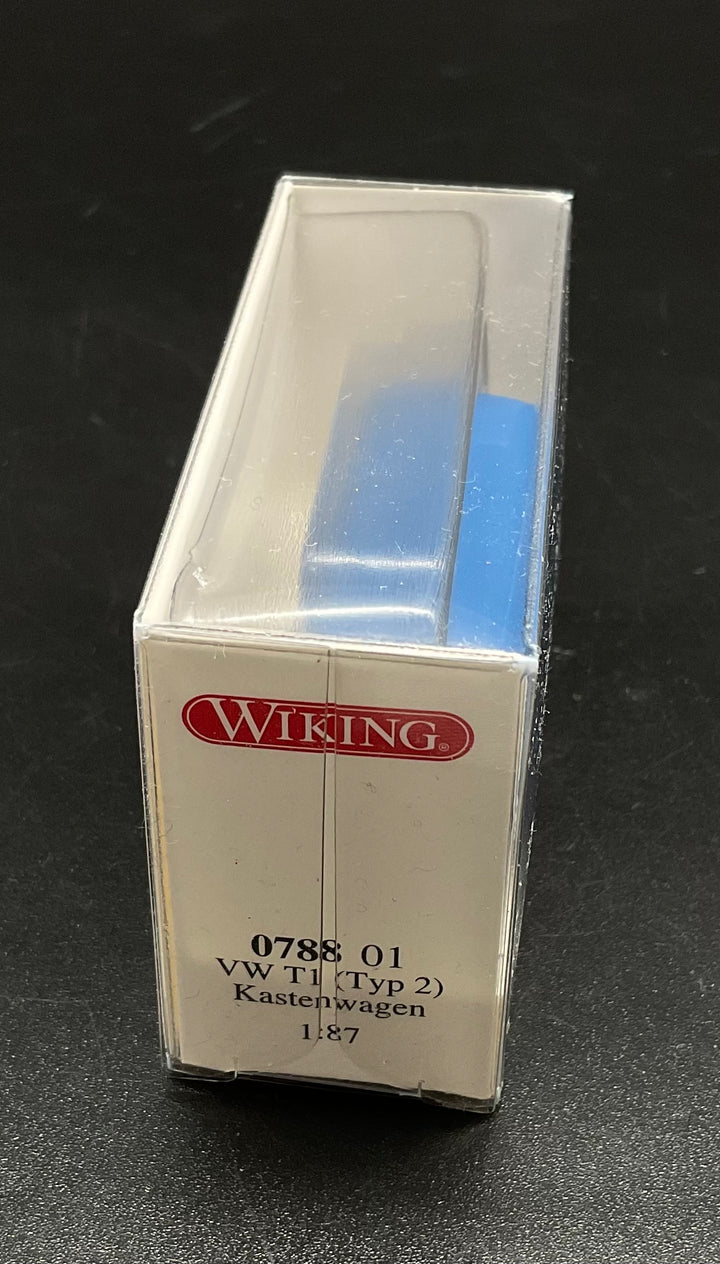 WIKING®
0788 01
VW T1 (Typ 2)
Kastenwagen
1:87